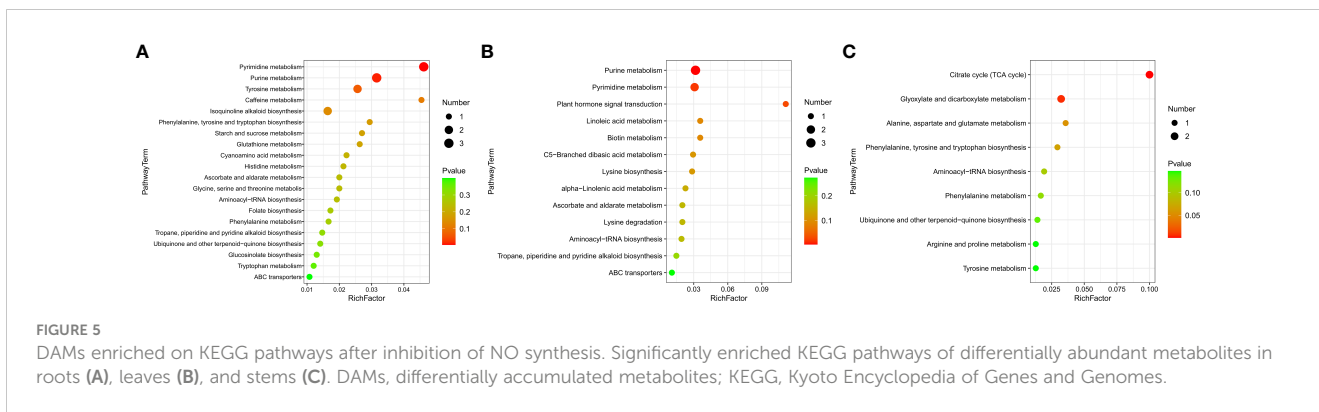 A
Pyrimidine metabolism
Purine metabolism
Tyrosine metabolism
Caffeine metabolism
Isoquinoline alkaloid biosynthesis
Phenylalanine, tyrosine and tryptophan biosynthesis
Starch and sucrose metabolism
Glutathione metabolism
Cyanoamino acid metabolism
Histidine metabolism
Ascorbate and aldarate metabolism
Glycine, serine and threonine metabolis
Aminoacyl−tRNA biosynthesis
Folate biosynthesis
Phenylalanine metabolism
Tropane, piperidine and pyridine alkaloid biosynthesis
Ubiquinone and other terpenoid−quinone biosynthesis
Glucosinolate biosynthesis
Tryptophan metabolism
ABC transporters
PathwayTerm
0.01 0.02 0.03 0.04
RichFactor
Number
1
2
3
Pvalue
0.3
0.2
0.1
B
Purine metabolism
Pyrimidine metabolism
Plant hormone signal transduction
Linoleic acid metabolism
Biotin metabolism
C5−Branched dibasic acid metabolism
Lysine biosynthesis
alpha−Linolenic acid metabolism
Ascorbate and aldarate metabolism
Lysine degradation
Aminoacyl−tRNA biosynthesis
Tropane, piperidine and pyridine alkaloid biosynthesis
ABC transporters
PathwayTerm
0.03 0.06 0.09
RichFactor
Number
1
2
3
Pvalue
0.2
0.1
C
Citrate cycle (TCA cycle)
Glyoxylate and dicarboxylate metabolism
Alanine, aspartate and glutamate metabolism
Phenylalanine, tyrosine and tryptophan biosynthesis
Aminoacyl−tRNA biosynthesis
Phenylalanine metabolism
Ubiquinone and other terpenoid−quinone biosynthesis
Arginine and proline metabolism
Tyrosine metabolism
PathwayTerm
0.025 0.050 0.075 0.100
RichFactor
Number
1
2
Pvalue
0.10
0.05
FIGURE 5
DAMs enriched on KEGG pathways after inhibition of NO synthesis. Significantly enriched KEGG pathways of differentially abundant metabolites in
roots (A), leaves (B), and stems (C). DAMs, differentially accumulated metabolites; KEGG, Kyoto Encyclopedia of Genes and Genomes.